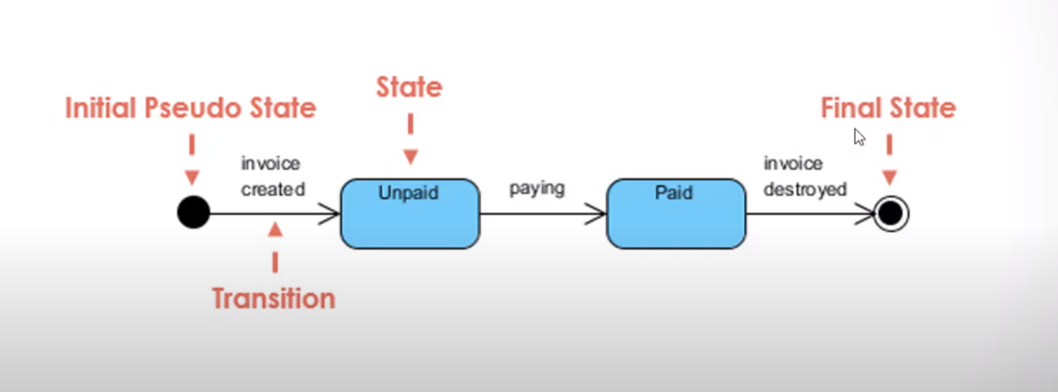 State
Initial Pseudo State
Final State
invoice
created
Unpaid
paying
Paid
invoice
destroyed
Transition